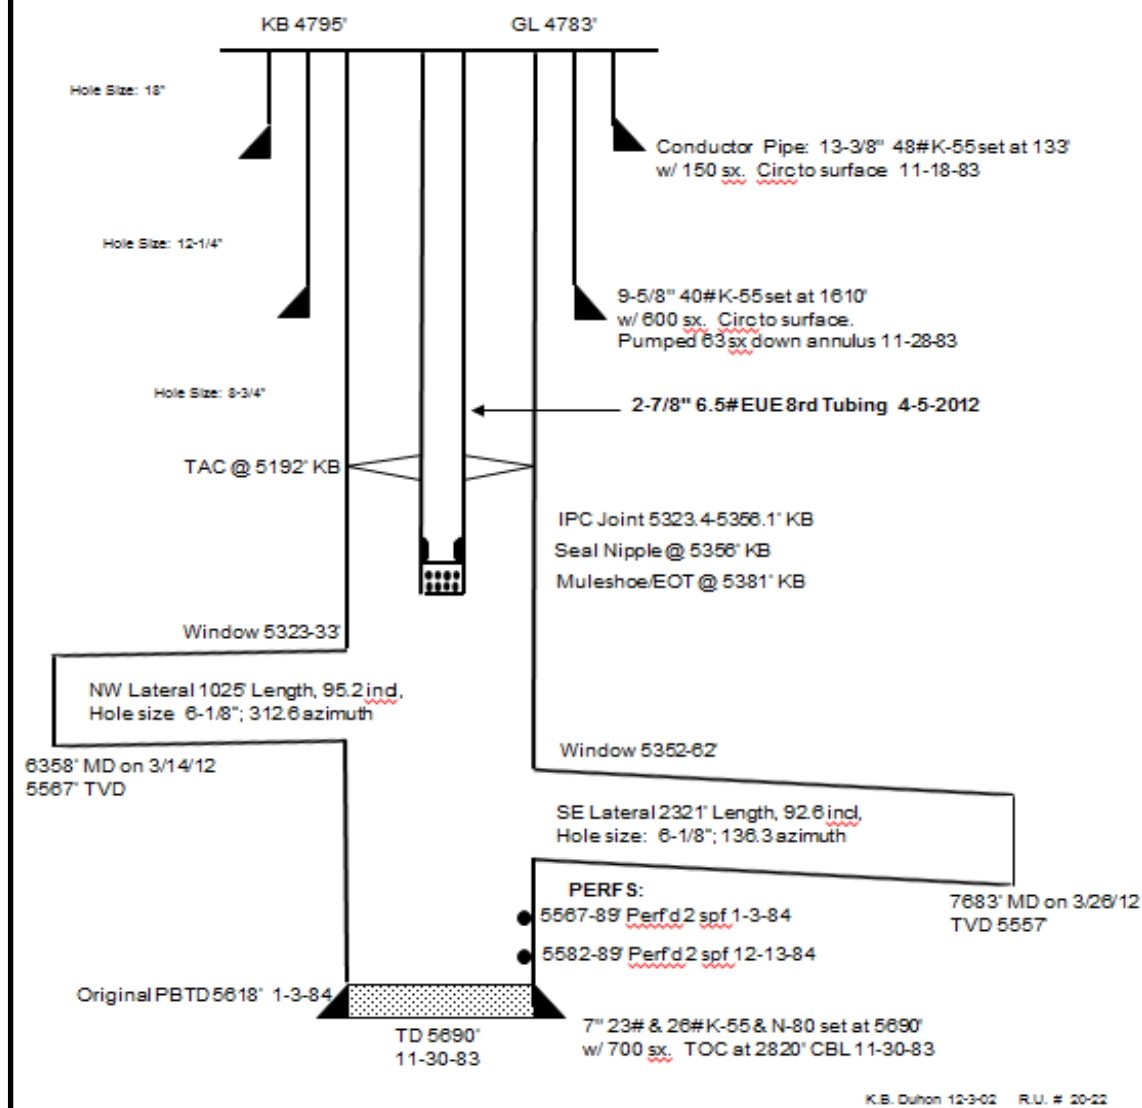 KB 4795' GL 4783'
Hole Size: 18"
Conductor Pipe: 13-3/8" 48# K-55 set at 133'
w/ 150 sx. Circ to surface 11-18-83
Hole Size: 12-1/4"
9-5/8" 40# K-55 set at 1610'
w/ 600 sx. Circ to surface.
Pumped 63 sx down annulus 11-28-83
Hole Size: 8-3/4"
2-7/8" 6.5# EUE 8rd Tubing 4-5-2012
TAC @ 5192' KB
IPC Joint 5323.4-5356.1' KB
Seal Nipple @ 5356' KB
Muleshoe/EOT @ 5381' KB
Window 5323-33'
NW Lateral 1025' Length, 95.2 incl,
Hole size 6-1/8"; 312.6 azimuth
6358' MD on 3/14/12
5567' TVD
Window 5352-62'
SE Lateral 2321' Length, 92.6 incl,
Hole size: 6-1/8"; 136.3 azimuth
7683' MD on 3/26/12
TVD 5557'
PERFS:
5567-89' Perf'd 2 spf 1-3-84
5582-89' Perf'd 2 spf 12-13-84
Original PBTD 5618' 1-3-84
TD 5690'
11-30-83
7" 23# & 26# K-55 & N-80 set at 5690'
w/ 700 sx. TOC at 2820' CBL 11-30-83
K.B. Duhon 12-3-02 R.U. # 20-22